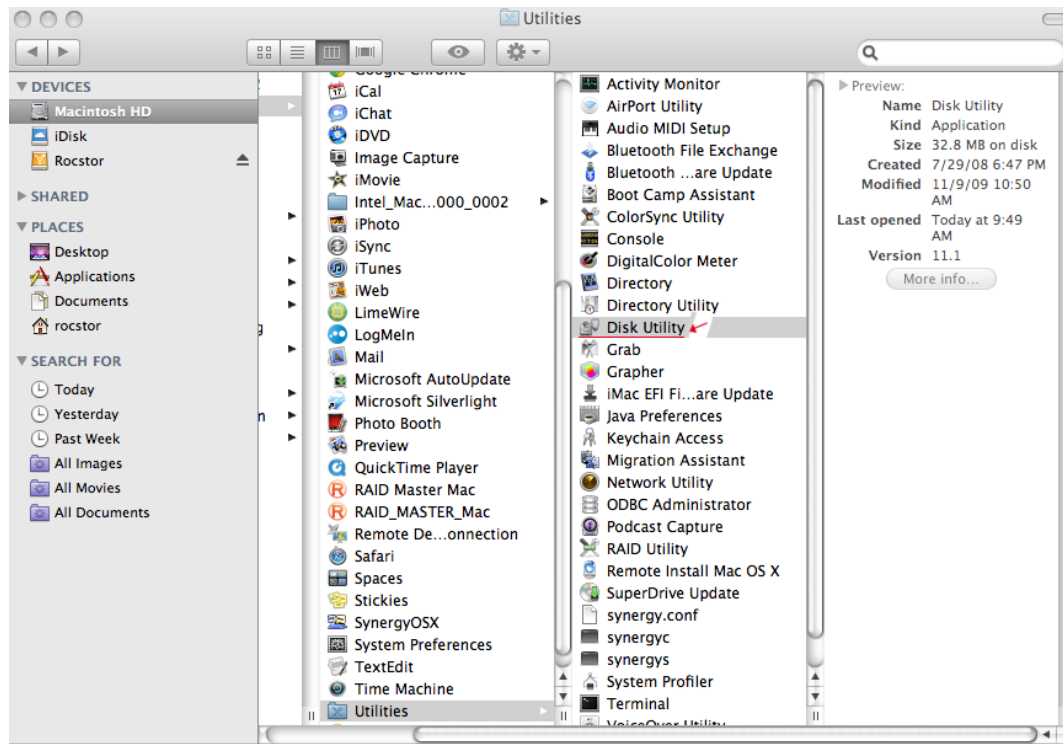 Utilities
DEVICES
Macintosh HD
iDisk
Rocstor
SHARED
PLACES
Desktop
Applications
Documents
rocstor
SEARCH FOR
Today
Yesterday
Past Week
All Images
All Movies
All Documents
Google Chrome
iCal
iChat
iDVD
Image Capture
iMovie
Intel_Mac...000_0002
iPhoto
iSync
iTunes
iWeb
LimeWire
LogMeIn
Mail
Microsoft AutoUpdate
Microsoft Silverlight
Photo Booth
Preview
QuickTime Player
RAID Master Mac
RAID_MASTER_Mac
Remote De...onnection
Safari
Spaces
Stickies
SynergyOSX
System Preferences
TextEdit
Time Machine
Utilities
Activity Monitor
AirPort Utility
Audio MIDI Setup
Bluetooth File Exchange
Bluetooth ...are Update
Boot Camp Assistant
ColorSync Utility
Console
DigitalColor Meter
Directory
Directory Utility
Disk Utility
Grab
Grapher
iMac EFI Fi...are Update
Java Preferences
Keychain Access
Migration Assistant
Network Utility
ODBC Administrator
Podcast Capture
RAID Utility
Remote Install Mac OS X
SuperDrive Update
synergy.conf
synergyc
synergys
System Profiler
Terminal
VoiceOver Utility
Preview:
Name Disk Utility
Kind Application
Size 32.8 MB on disk
Created 7/29/08 6:47 PM
Modified 11/9/09 10:50
AM
Last opened Today at 9:49
AM
Version 11.1
More info...